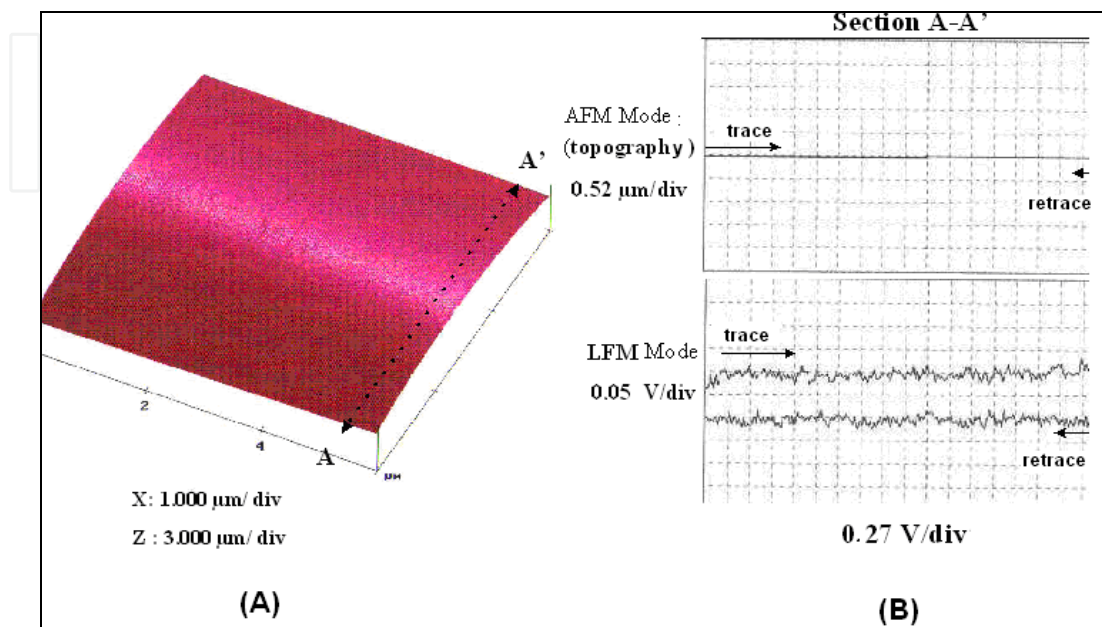 Section A-A’
AFM Mode :
(topography)
0.52 µm/div
trace
retrace
A’
A
2
4
µm
X: 1.000 µm/ div
Z : 3.000 µm/ div
LFM Mode
0.05 V/div
trace
retrace
0.27 V/div
(A)
(B)